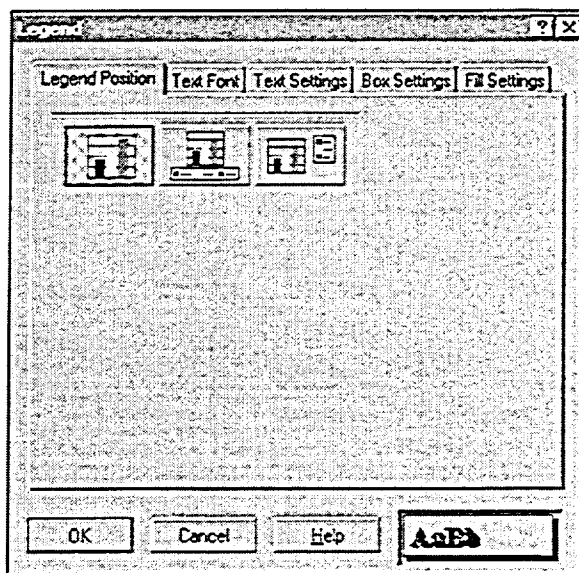 Legend
Legend Position Text Font Text Settings Box Settings Fill Settings
OK Cancel Help AaBb